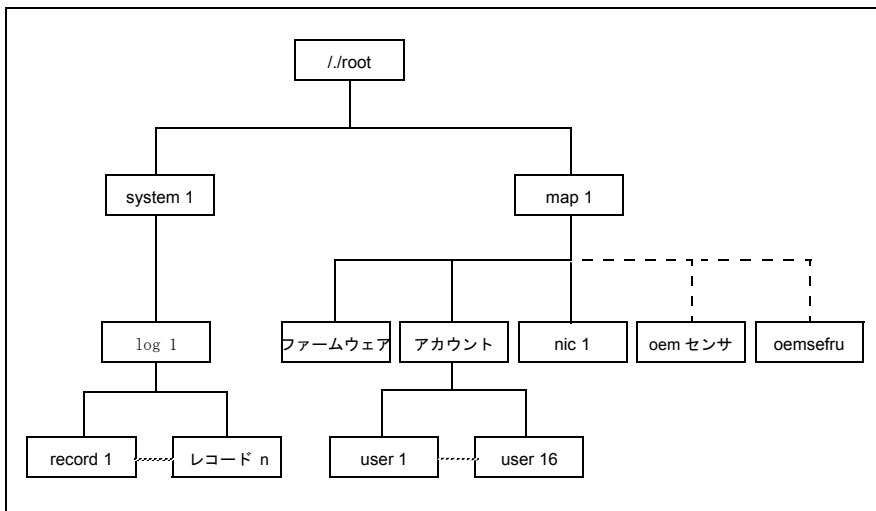 /./root
system 1
map 1
log 1
ファームウェア
アカウント
nic 1
oem センサ
oemsefru
record 1
レコード n
user 1
user 16